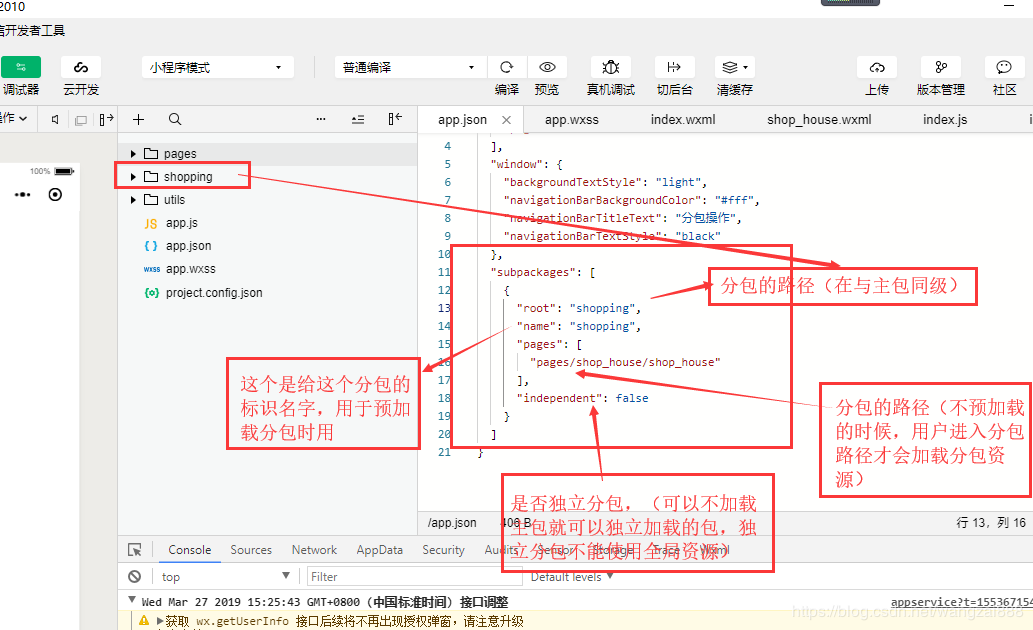 2010
言开发者工具
小程序模式
普通编译
调试器
云开发
编译
预览
真机调试
切后台
清缓存
上传
版本管理
社区
作
app.json
app.wxss
index.wxml
shop_house.wxml
index.js
100%
pages
shopping
utils
JS app.js
{ } app.json
wxss app.wxss
{o} project.config.json
4 ],
5 "window": {
6 "backgroundTextStyle": "light",
7 "navigationBarBackgroundColor": "#fff",
8 "navigationBarTitleText": "分包操作",
9 "navigationBarTextStyle": "black"
10 },
11 "subpackages": [
12 {
13 "root": "shopping",
14 "name": "shopping",
15 "pages": [
16 "pages/shop_house/shop_house"
17 ],
18 "independent": false
19 }
20 ]
21 }
分包的路径（在与主包同级）
这个是给这个分包的
标识名字，用于预加
载分包时用
分包的路径（不预加载
的时候，用户进入分包
路径才会加载分包资
源）
是否独立分包，（可以不加载
主包就可以独立加载的包，独
立分包不能使用全局资源）
/app.json
400 B
行 13，列 16
Console
Sources
Network
AppData
Security
Audits
Sensor
Storage
Trace
Wxml
top
Filter
Default levels
Wed Mar 27 2019 15:25:43 GMT+0800 (中国标准时间) 接口调整
appservice?t=155367154
获取 wx.getUserInfo 接口后续将不再出现授权弹窗，请注意升级
https://blog.csdn.net/wangzai888